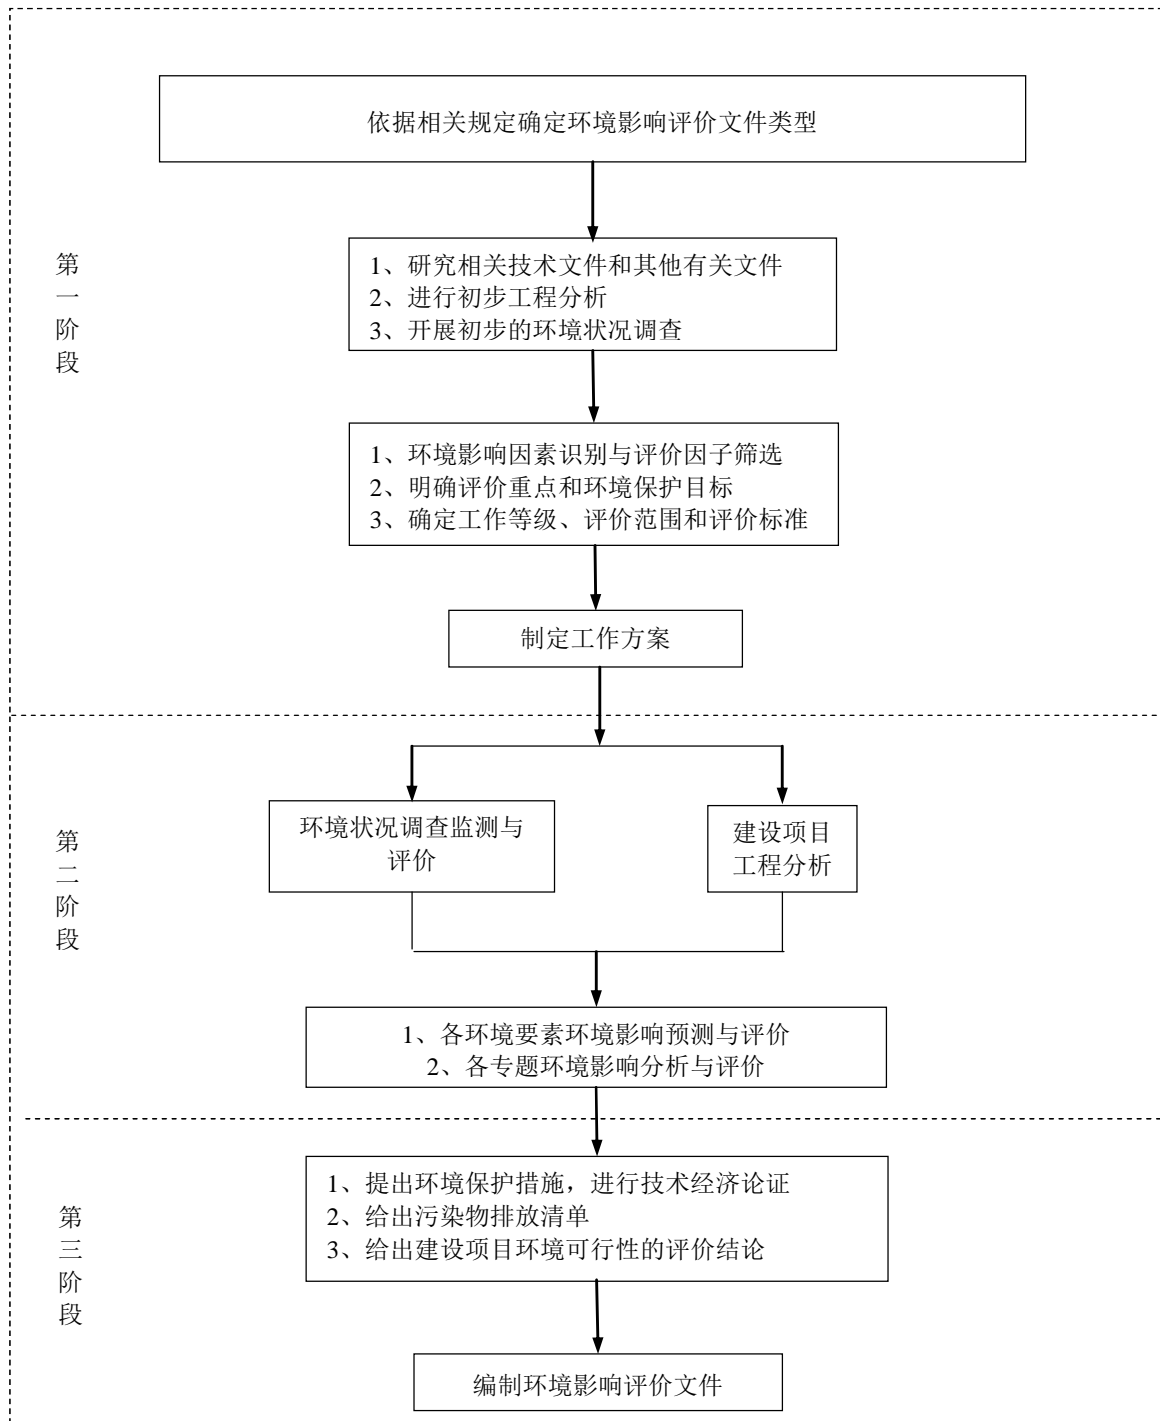 依据相关规定确定环境影响评价文件类型
第一阶段
1、研究相关技术文件和其他有关文件
2、进行初步工程分析
3、开展初步的环境状况调查
1、环境影响因素识别与评价因子筛选
2、明确评价重点和环境保护目标
3、确定工作等级、评价范围和评价标准
制定工作方案
第二阶段
环境状况调查监测与
评价
建设项目
工程分析
1、各环境要素环境影响预测与评价
2、各专题环境影响分析与评价
第三阶段
1、提出环境保护措施，进行技术经济论证
2、给出污染物排放清单
3、给出建设项目环境可行性的评价结论
编制环境影响评价文件